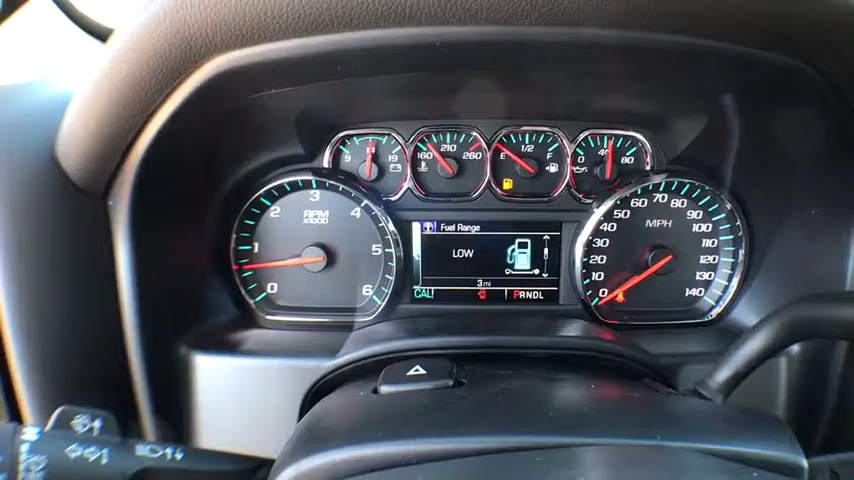 9 14 19
160 210 260
E 1/2 F
0 40 80
0 1 3 4 5 6
RPM
x1000
Fuel Range
LOW
3 mi
CAL
PRNDL
0 10 20 30 40 50 60 70 80 90 100 110 120 130 140
MPH